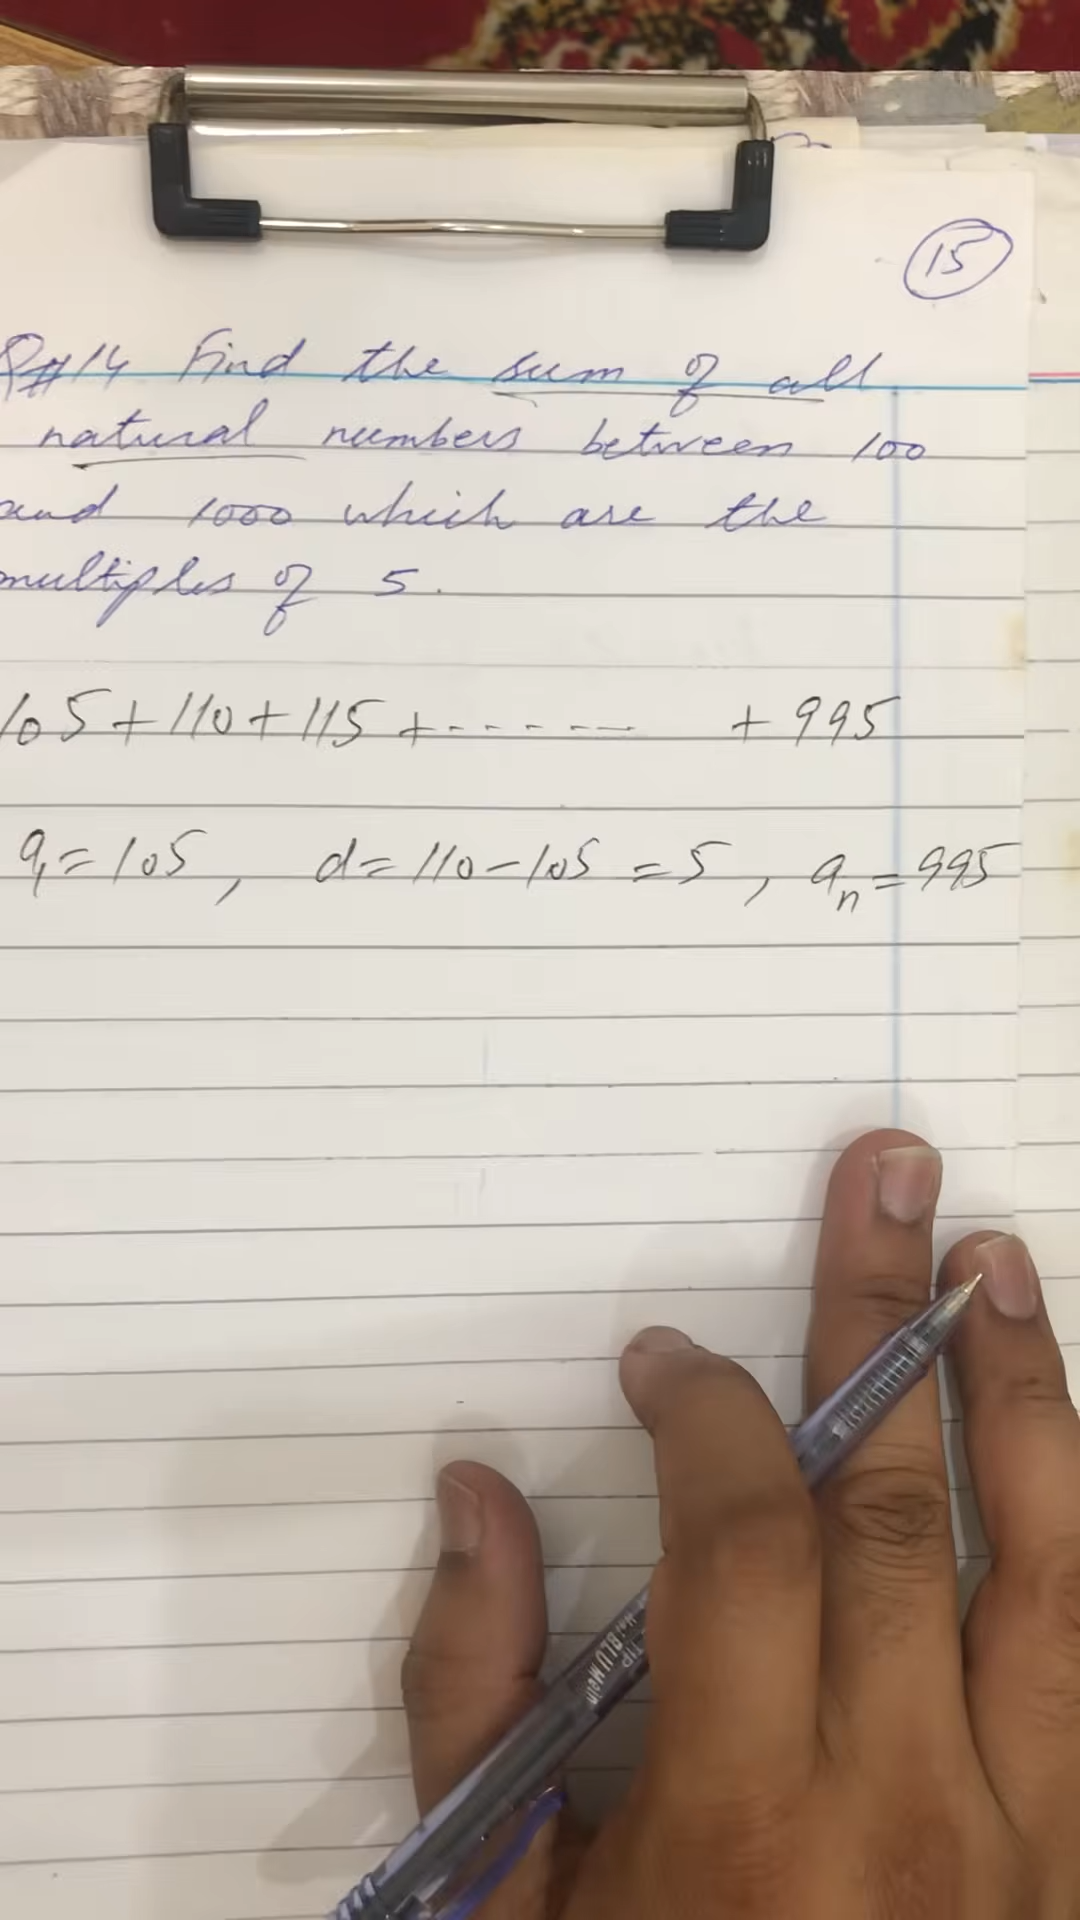 15
Q#14 Find the sum of all
natural numbers between 100
and 1000 which are the
multiples of 5.
105+110+115+------ +995
a₁=105, d=110-105=5, aₙ=995